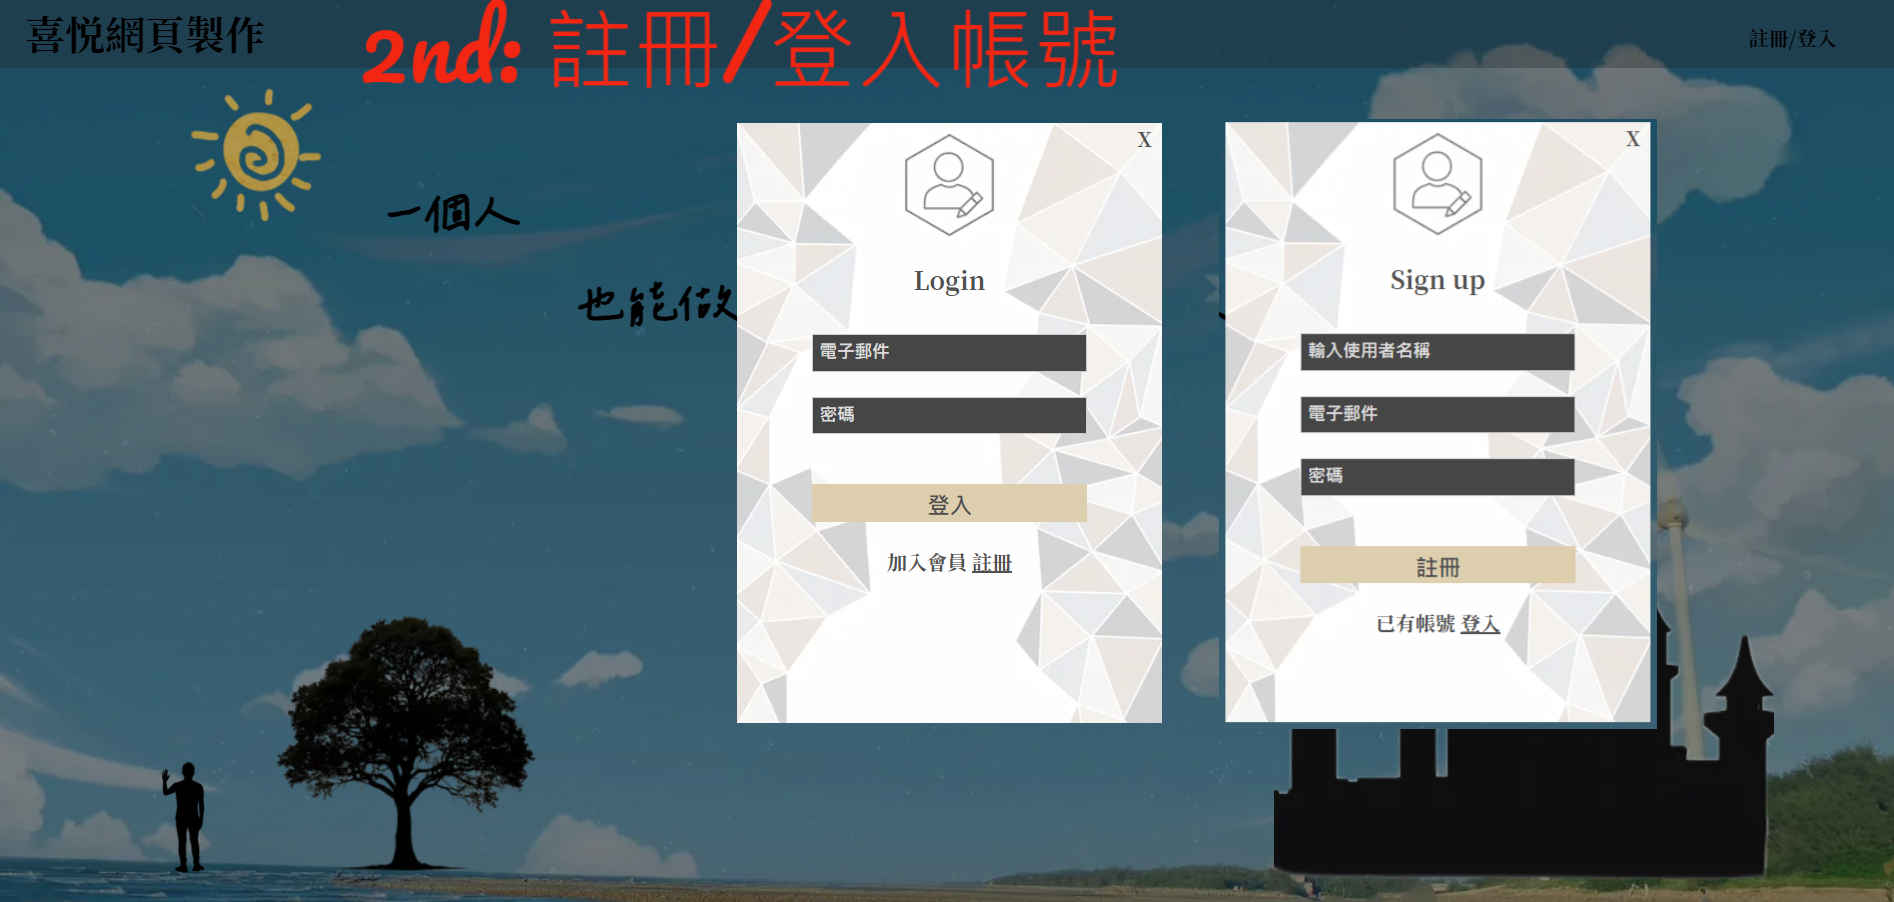 喜悅網頁製作
2nd: 註冊/登入帳號
註冊/登入
一個人
也能做
X
Login
電子郵件
密碼
登入
加入會員 註冊
X
Sign up
輸入使用者名稱
電子郵件
密碼
註冊
已有帳號 登入